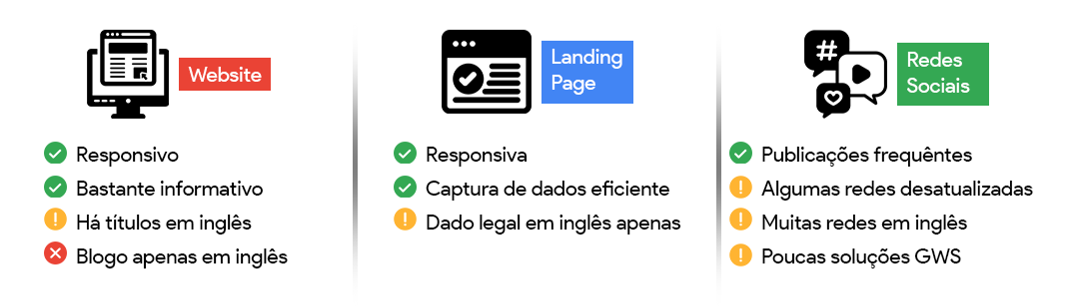 Website
Responsivo
Bastante informativo
Há títulos em inglês
Blogo apenas em inglês
Landing
Page
Responsiva
Captura de dados eficiente
Dado legal em inglês apenas
#
Redes
Sociais
Publicações frequêntes
Algumas redes desatualizadas
Muitas redes em inglês
Poucas soluções GWS